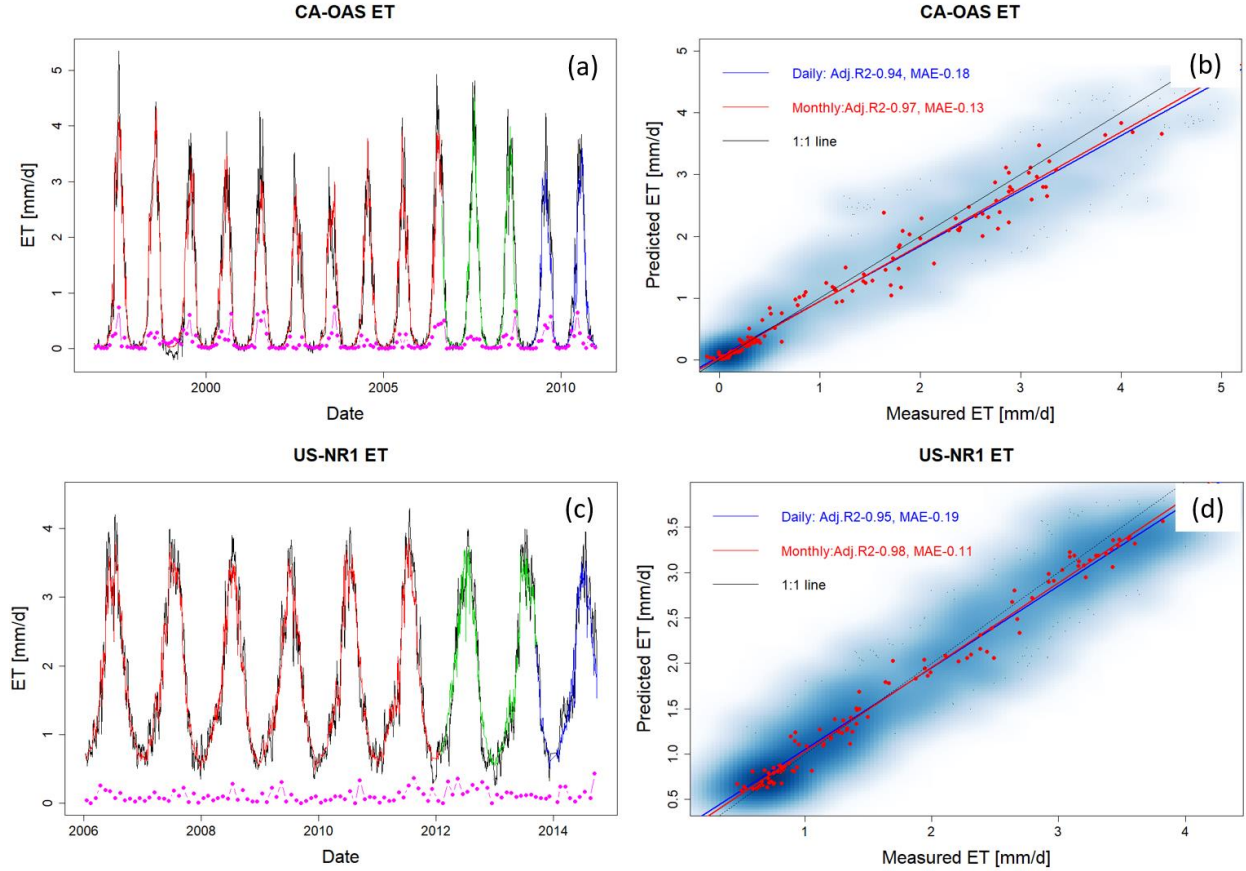 CA-OAS ET
(a)
ET [mm/d]
5
4
3
2
1
0
2000
2005
2010
Date
CA-OAS ET
(b)
Daily: Adj.R2-0.94, MAE-0.18
Monthly:Adj.R2-0.97, MAE-0.13
1:1 line
Predicted ET [mm/d]
5
4
3
2
1
0
0
1
2
3
4
5
Measured ET [mm/d]
US-NR1 ET
(c)
ET [mm/d]
4
3
2
1
0
2006
2008
2010
2012
2014
Date
US-NR1 ET
(d)
Daily: Adj.R2-0.95, MAE-0.19
Monthly:Adj.R2-0.98, MAE-0.11
1:1 line
Predicted ET [mm/d]
3.5
2.5
1.5
1.0
0.5
1
2
3
4
Measured ET [mm/d]